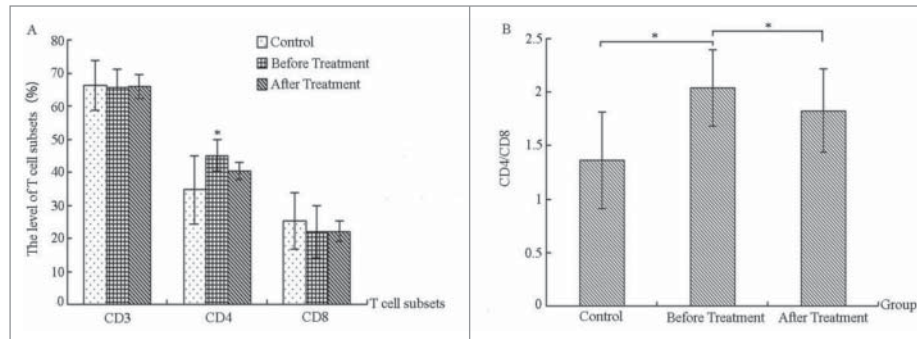 A
Control
Before Treatment
After Treatment
The level of T cell subsets (%)
80
70
60
50
40
30
20
10
0
*
CD3
CD4
CD8
T cell subsets
B
*
*
CD4/CD8
2.5
2
1.5
1
0.5
0
Control
Before Treatment
After Treatment
Group